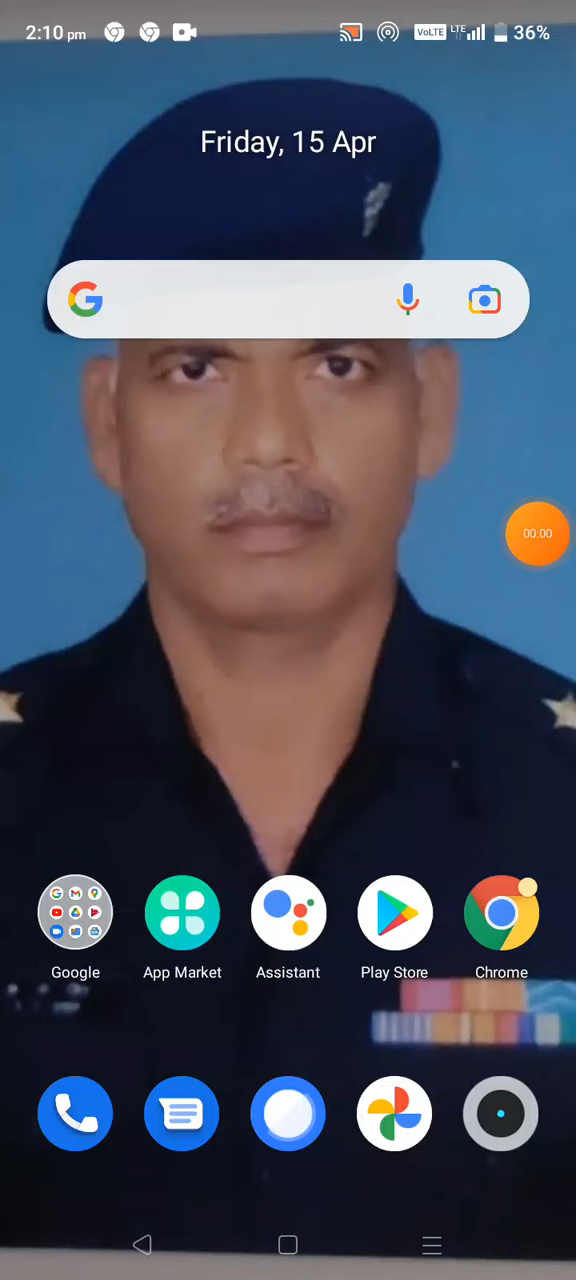 2:10 pm VoLTE LTE 36%
Friday, 15 Apr
00:00
Google App Market Assistant Play Store Chrome